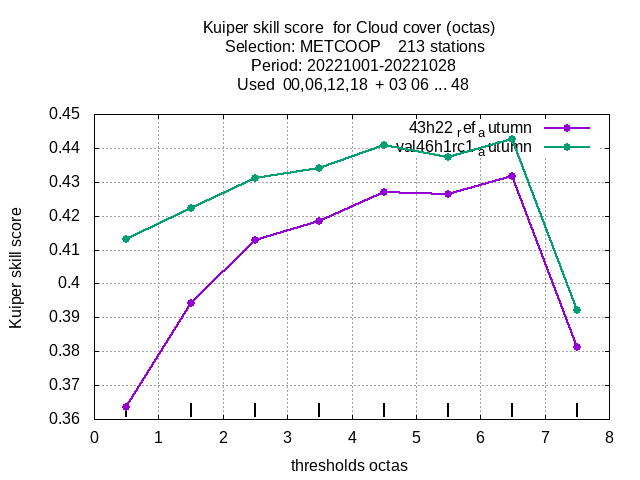 Kuiper skill score for Cloud cover (octas)
Selection: METCOOP 213 stations
Period: 20221001-20221028
Used 00,06,12,18 + 03 06 ... 48
0.45
43h22 ref autumn
0.44
val46h1rc1 autumn
0.43
0.42
0.41
0.4
0.39
0.38
0.37
0.36
Kuiper skill score
0 1 2 3 4 5 6 7 8
thresholds octas